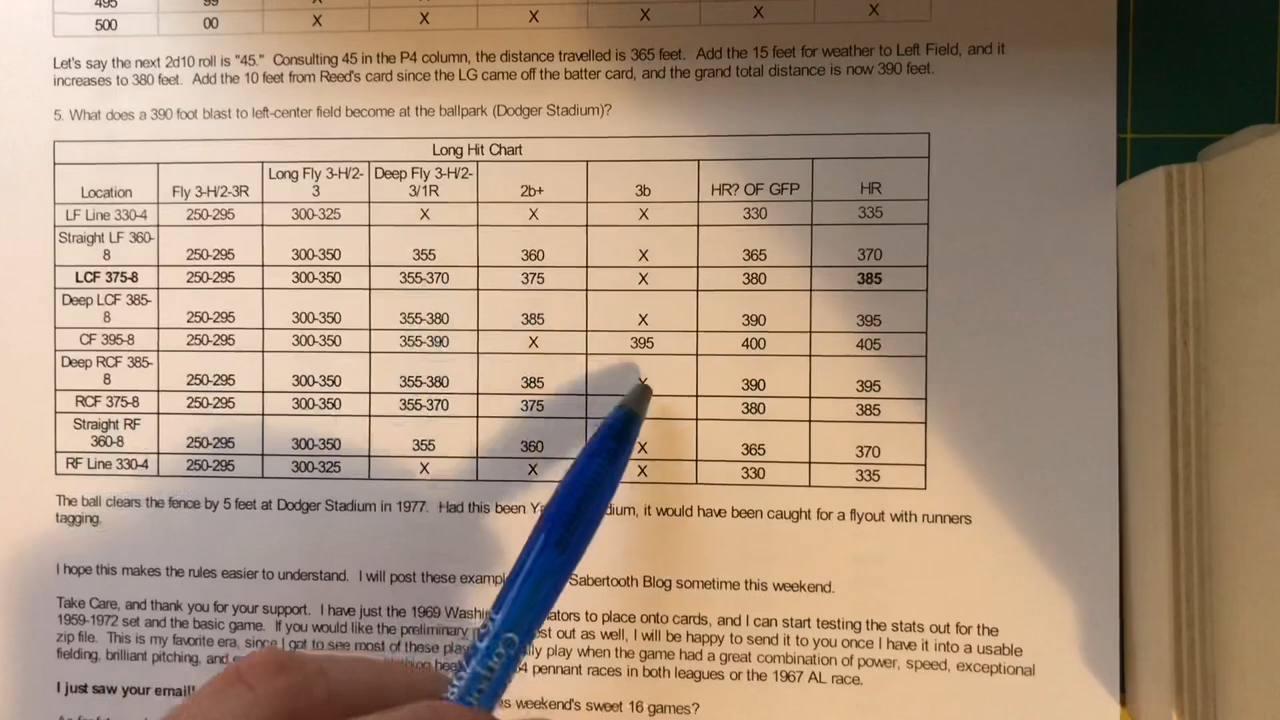 495 99 X X X X X X
500 00 X X X X X X
Let's say the next 2d10 roll is "45." Consulting 45 in the P4 column, the distance travelled is 365 feet. Add the 15 feet for weather to Left Field, and it
increases to 380 feet. Add the 10 feet from Reed's card since the LG came off the batter card, and the grand total distance is now 390 feet.
5. What does a 390 foot blast to left-center field become at the ballpark (Dodger Stadium)?
Long Hit Chart
Location Fly 3-H/2-3R Long Fly 3-H/2-3 Deep Fly 3-H/2-3/1R 2b+ 3b HR? OF GFP HR
LF Line 330-4 250-295 300-325 X X X 330 335
Straight LF 360-8 250-295 300-350 355 360 X 365 370
LCF 375-8 250-295 300-350 355-370 375 X 380 385
Deep LCF 385-8 250-295 300-350 355-380 385 X 390 395
CF 395-8 250-295 300-350 355-390 X 395 400 405
Deep RCF 385-8 250-295 300-350 355-380 385 390 395
RCF 375-8 250-295 300-350 355-370 375 380 385
Straight RF 360-8 250-295 300-350 355 360 X 365 370
RF Line 330-4 250-295 300-325 X X X 330 335
The ball clears the fence by 5 feet at Dodger Stadium in 1977. Had this been it would have been caught for a flyout with runners
tagging.
I hope this makes the rules easier to understand. I will post these Sabertooth Blog sometime this weekend.
Take Care, and thank you for your support. I have just the 1969 to place onto cards, and I can start testing the stats out for the
1959-1972 set and the basic game. If you would like the preliminary out as well, I will be happy to send it to you once I have it into a usable
zip file. This is my favorite era, since I got to see most of these play when the game had a great combination of power, speed, exceptional
fielding, brilliant pitching, and pennant races in both leagues or the 1967 AL race.
I just saw your email! weekend's sweet 16 games?